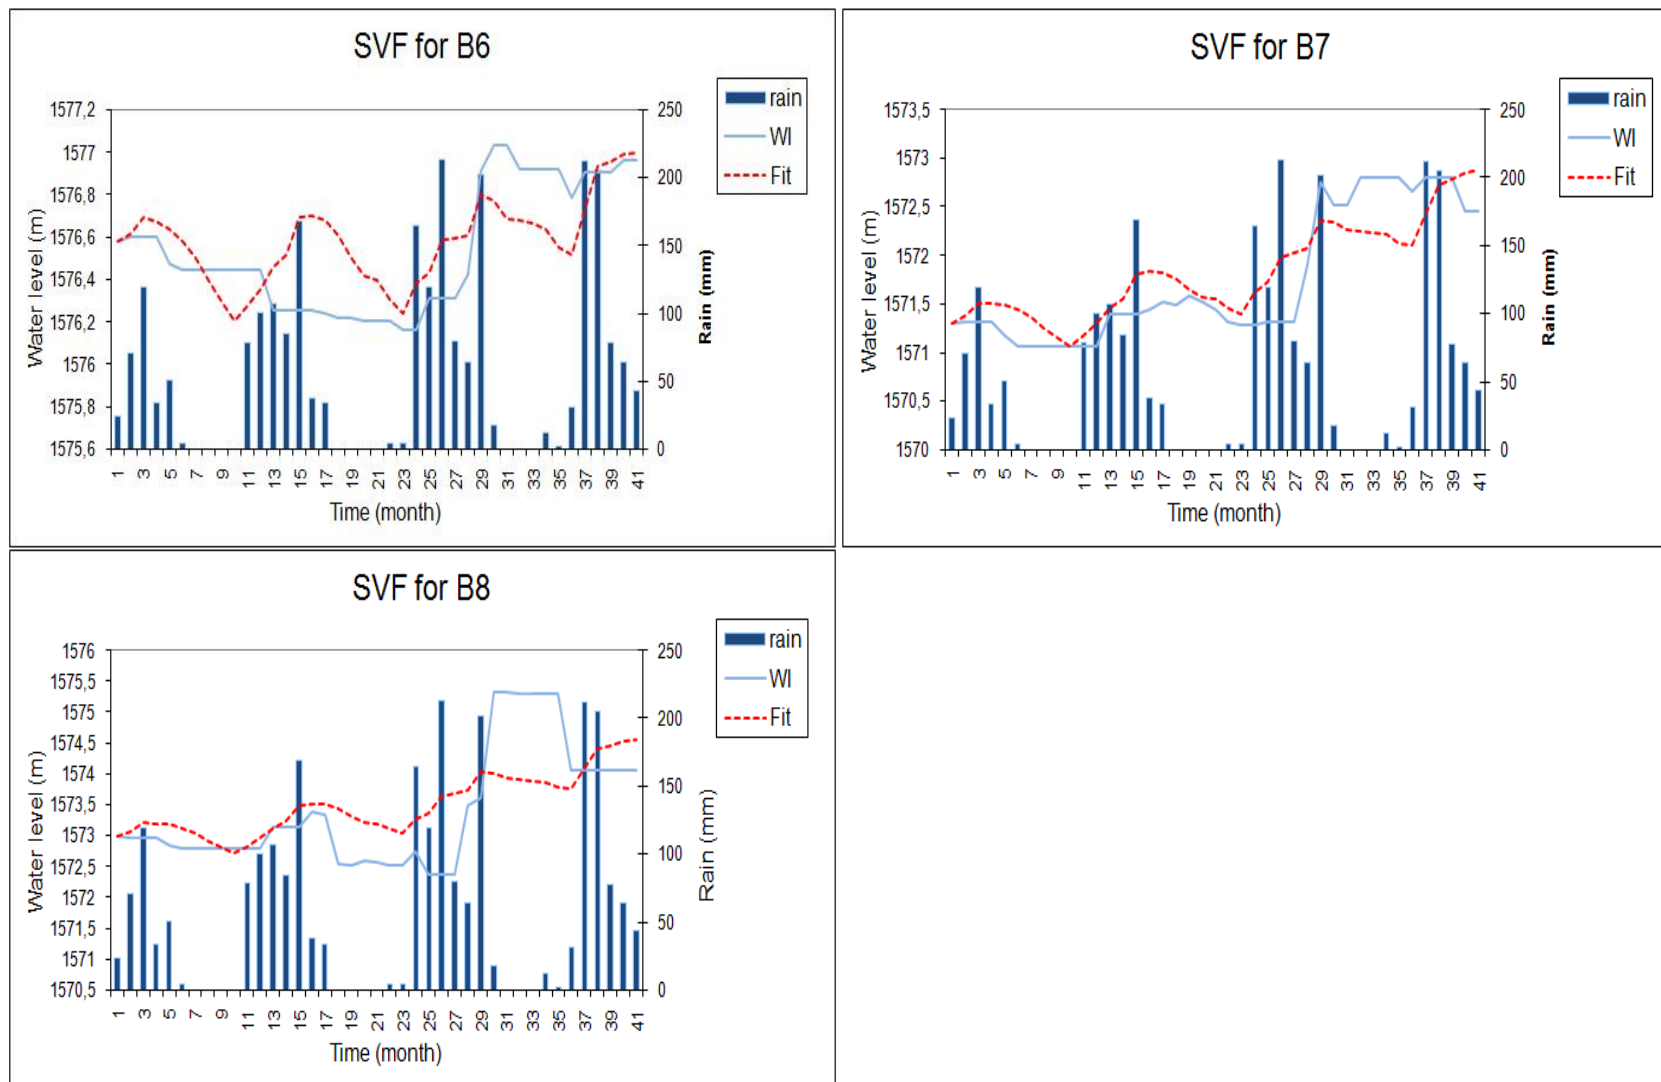 SVF for B6
rain
Wl
Fit
1577,2
1577
1576,8
1576,6
1576,4
1576,2
1576
1575,8
1575,6
250
200
150
100
50
0
Water level (m)
Rain (mm)
1 3 5 7 9 11 13 15 17 19 21 23 25 27 29 31 33 35 37 39 41
Time (month)
SVF for B7
rain
Wl
Fit
1573,5
1573
1572,5
1572
1571,5
1571
1570,5
1570
250
200
150
100
50
0
Water level (m)
Rain (mm)
1 3 5 7 9 11 13 15 17 19 21 23 25 27 29 31 33 35 37 39 41
Time (month)
SVF for B8
rain
Wl
Fit
1576
1575,5
1575
1574,5
1574
1573,5
1573
1572,5
1572
1571,5
1571
1570,5
250
200
150
100
50
0
Water level (m)
Rain (mm)
1 3 5 7 9 11 13 15 17 19 21 23 25 27 29 31 33 35 37 39 41
Time (month)